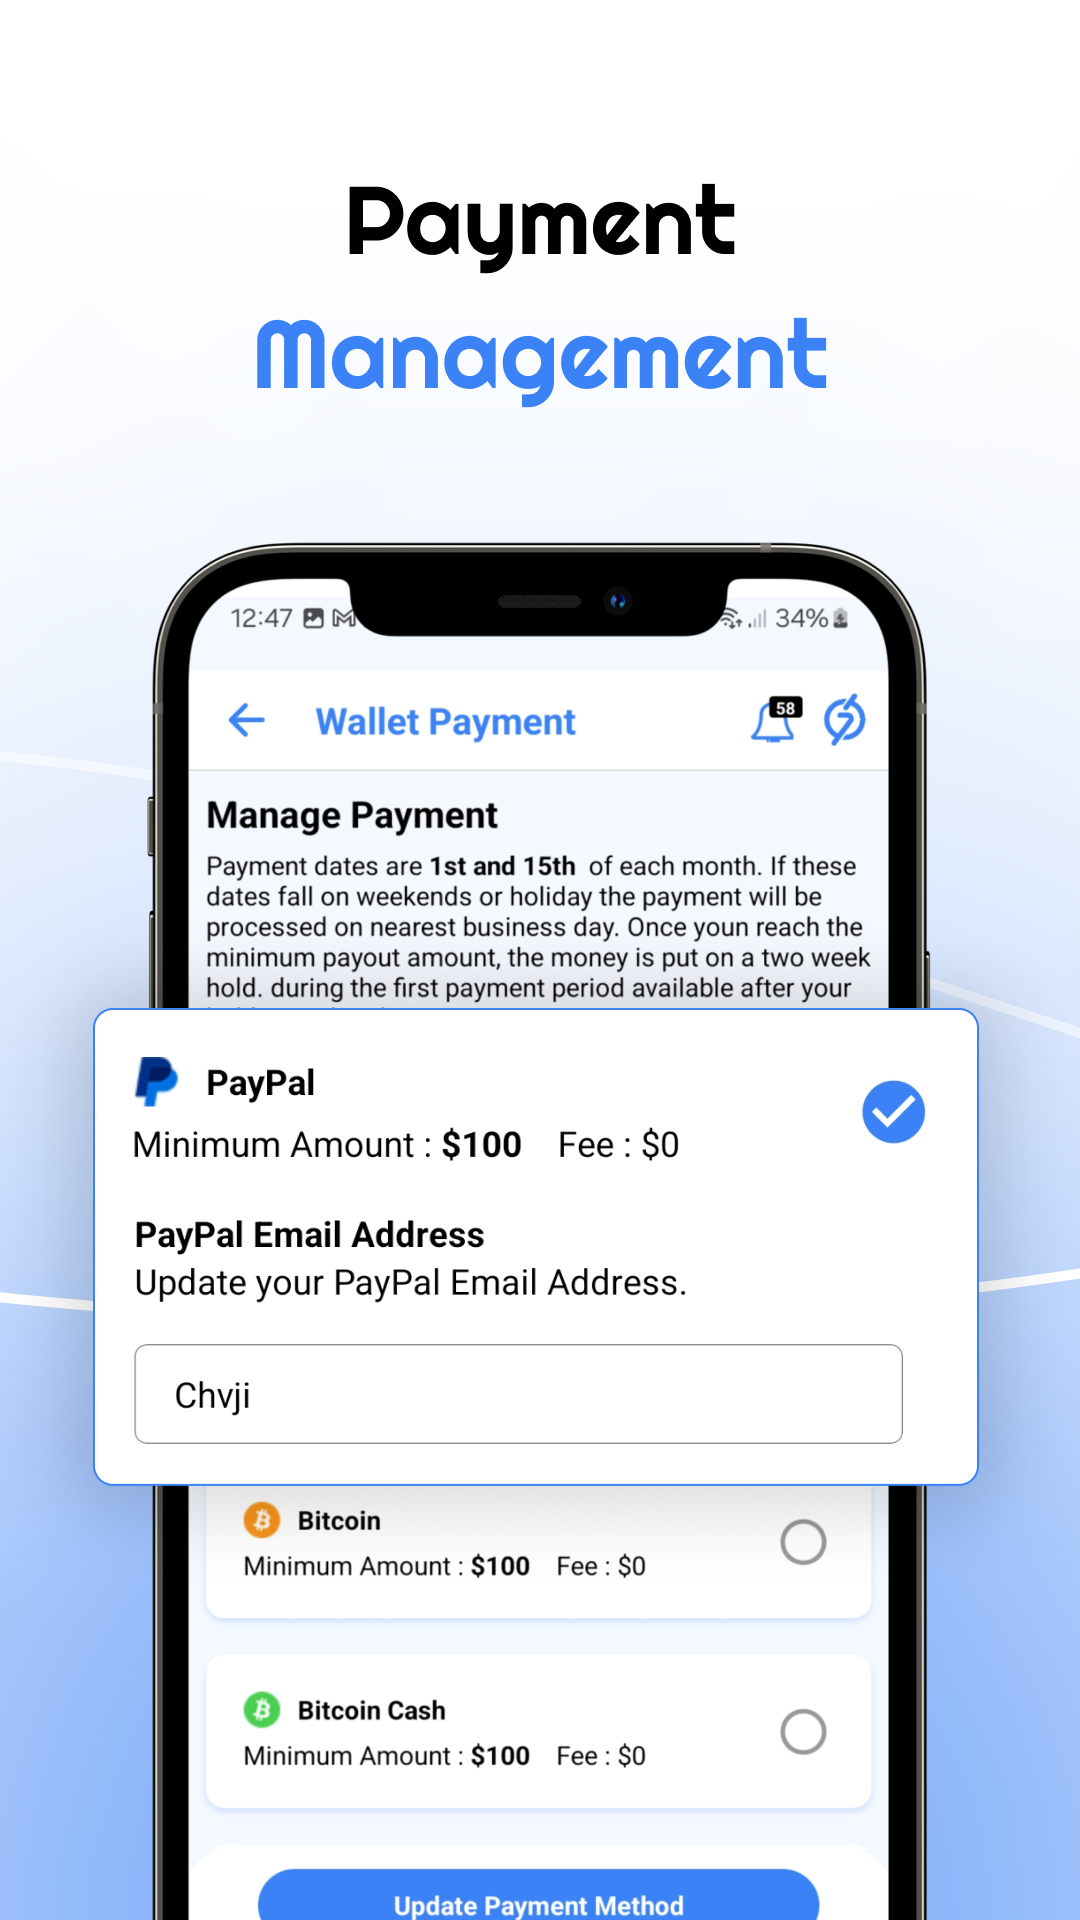 Payment
Management
12:47 34%
Wallet Payment 58
Manage Payment
Payment dates are 1st and 15th of each month. If these
dates fall on weekends or holiday the payment will be
processed on nearest business day. Once youn reach the
minimum payout amount, the money is put on a two week
hold. during the first payment period available after your
PayPal
Minimum Amount : $100 Fee : $0
PayPal Email Address
Update your PayPal Email Address.
Chvji
Bitcoin
Minimum Amount : $100 Fee : $0
Bitcoin Cash
Minimum Amount : $100 Fee : $0
Update Payment Method